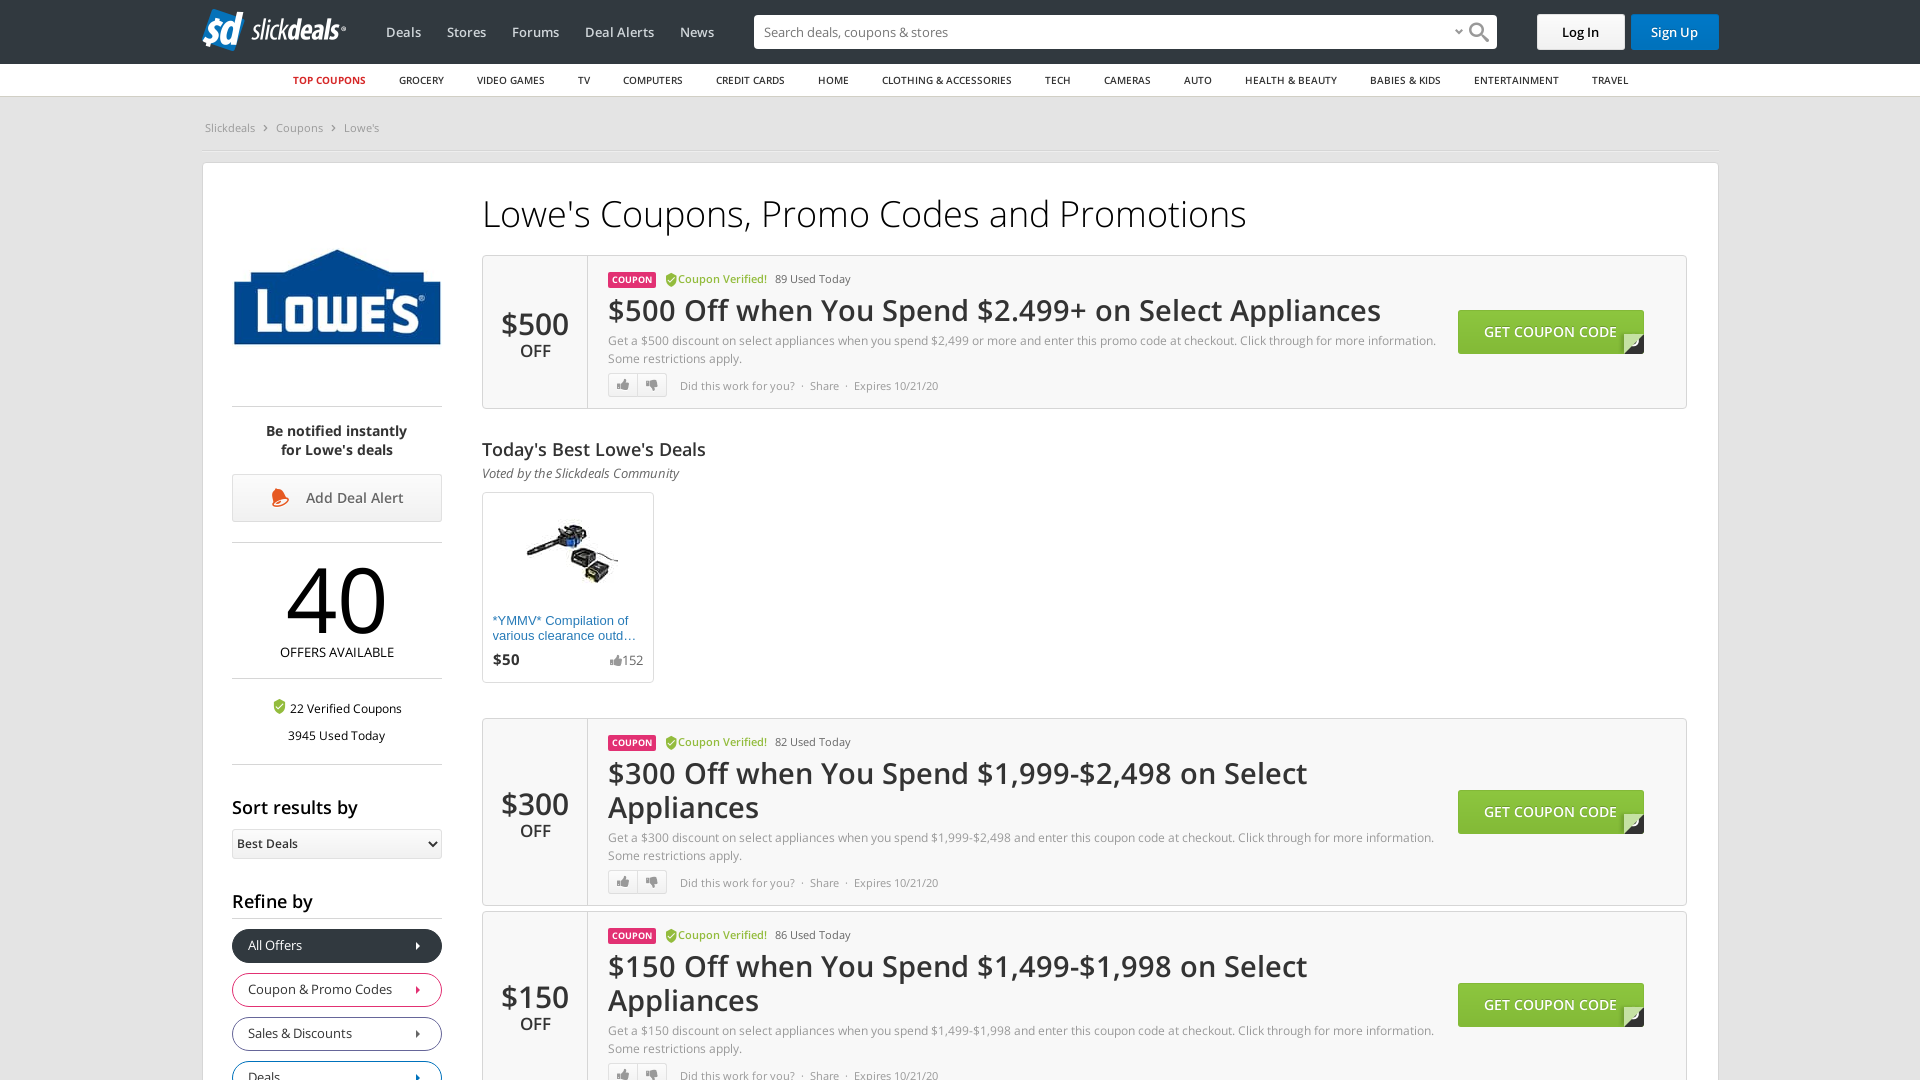 sd slickdeals®
Deals
Stores
Forums
Deal Alerts
News
Search deals, coupons & stores
Log In
Sign Up
TOP COUPONS
GROCERY
VIDEO GAMES
TV
COMPUTERS
CREDIT CARDS
HOME
CLOTHING & ACCESSORIES
TECH
CAMERAS
AUTO
HEALTH & BEAUTY
BABIES & KIDS
ENTERTAINMENT
TRAVEL
Slickdeals > Coupons > Lowe's
LOWE'S®
Be notified instantly
for Lowe's deals
Add Deal Alert
40
OFFERS AVAILABLE
22 Verified Coupons
3945 Used Today
Sort results by
Best Deals
Refine by
All Offers
Coupon & Promo Codes
Sales & Discounts
Deals
Lowe's Coupons, Promo Codes and Promotions
$500
OFF
COUPON Coupon Verified! 89 Used Today
$500 Off when You Spend $2.499+ on Select Appliances
Get a $500 discount on select appliances when you spend $2,499 or more and enter this promo code at checkout. Click through for more information.
Some restrictions apply.
Did this work for you? · Share · Expires 10/21/20
GET COUPON CODE
Today's Best Lowe's Deals
Voted by the Slickdeals Community
*YMMV* Compilation of
various clearance outd…
$50
152
$300
OFF
COUPON Coupon Verified! 82 Used Today
$300 Off when You Spend $1,999-$2,498 on Select
Appliances
Get a $300 discount on select appliances when you spend $1,999-$2,498 and enter this coupon code at checkout. Click through for more information.
Some restrictions apply.
Did this work for you? · Share · Expires 10/21/20
GET COUPON CODE
$150
OFF
COUPON Coupon Verified! 86 Used Today
$150 Off when You Spend $1,499-$1,998 on Select
Appliances
Get a $150 discount on select appliances when you spend $1,499-$1,998 and enter this coupon code at checkout. Click through for more information.
Some restrictions apply.
Did this work for you? · Share · Expires 10/21/20
GET COUPON CODE